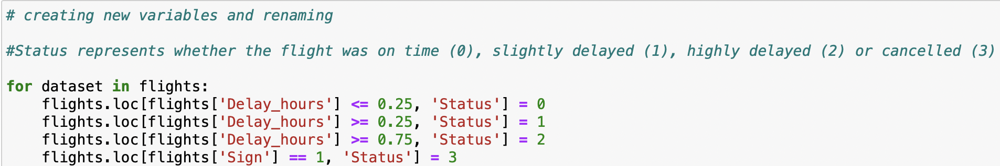 # creating new variables and renaming
#Status represents whether the flight was on time (0), slightly delayed (1), highly delayed (2) or cancelled (3)
for dataset in flights:
    flights.loc[flights['Delay_hours'] <= 0.25, 'Status'] = 0
    flights.loc[flights['Delay_hours'] >= 0.25, 'Status'] = 1
    flights.loc[flights['Delay_hours'] >= 0.75, 'Status'] = 2
    flights.loc[flights['Sign'] == 1, 'Status'] = 3